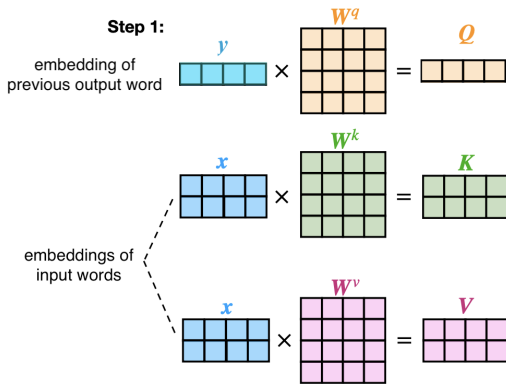 Step 1:
y W^q Q
embedding of
previous output word
× =
x W^k K
× =
embeddings of
input words
x W^v V
× =